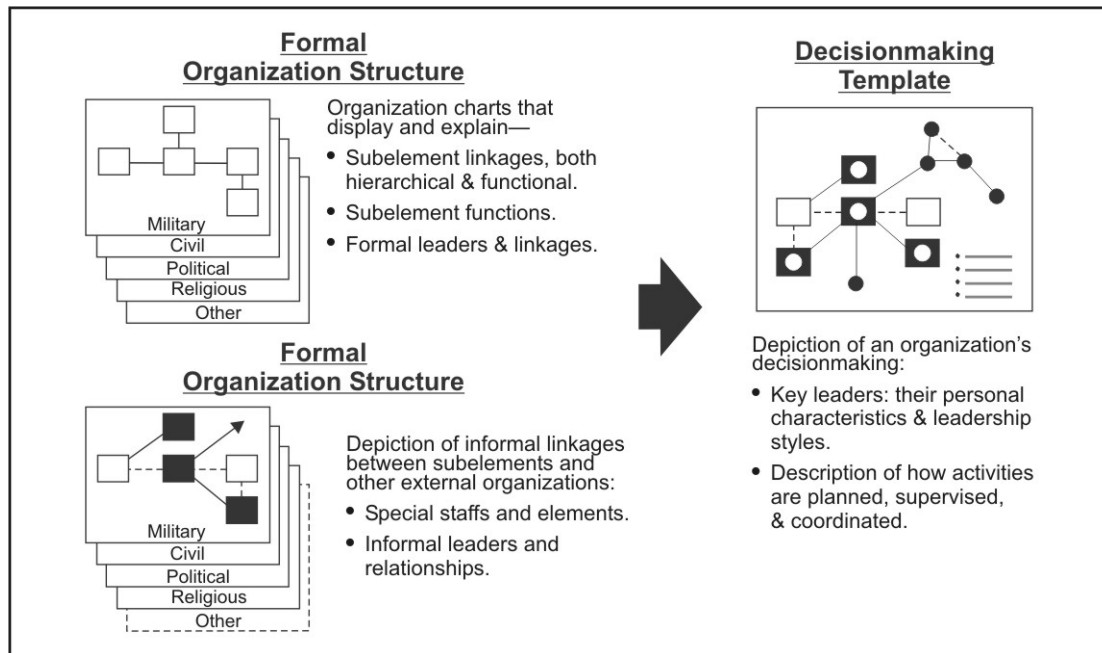 Formal
Organization Structure
Military
Civil
Political
Religious
Other
Organization charts that
display and explain—
• Subelement linkages, both
hierarchical & functional.
• Subelement functions.
• Formal leaders & linkages.
Formal
Organization Structure
Military
Civil
Political
Religious
Other
Depiction of informal linkages
between subelements and
other external organizations:
• Special staffs and elements.
• Informal leaders and
relationships.
Decisionmaking
Template
Depiction of an organization’s
decisionmaking:
• Key leaders: their personal
characteristics & leadership
styles.
• Description of how activities
are planned, supervised,
& coordinated.